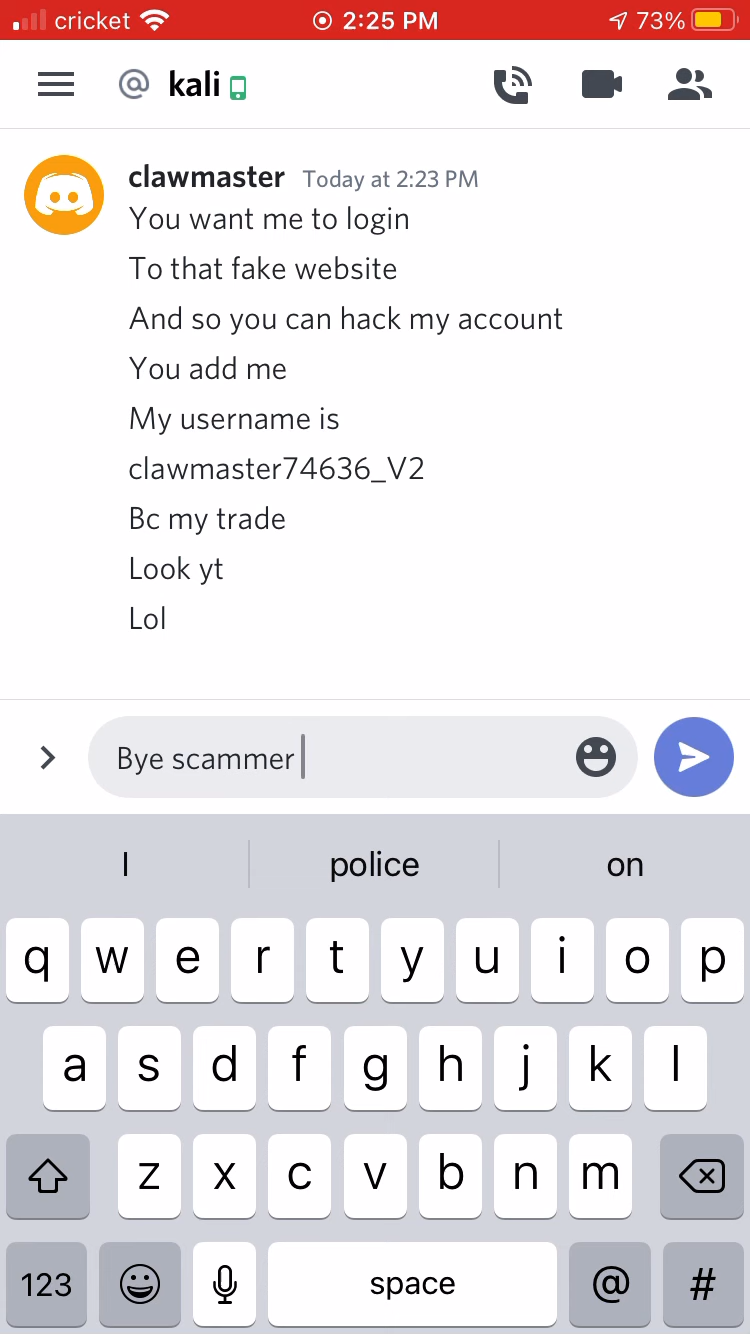 cricket 2:25 PM 73%
@ kali
clawmaster Today at 2:23 PM
You want me to login
To that fake website
And so you can hack my account
You add me
My username is
clawmaster74636_V2
Bc my trade
Look yt
Lol
Bye scammer
I police on
q w e r t y u i o p
a s d f g h j k l
z x c v b n m
123 space @ #